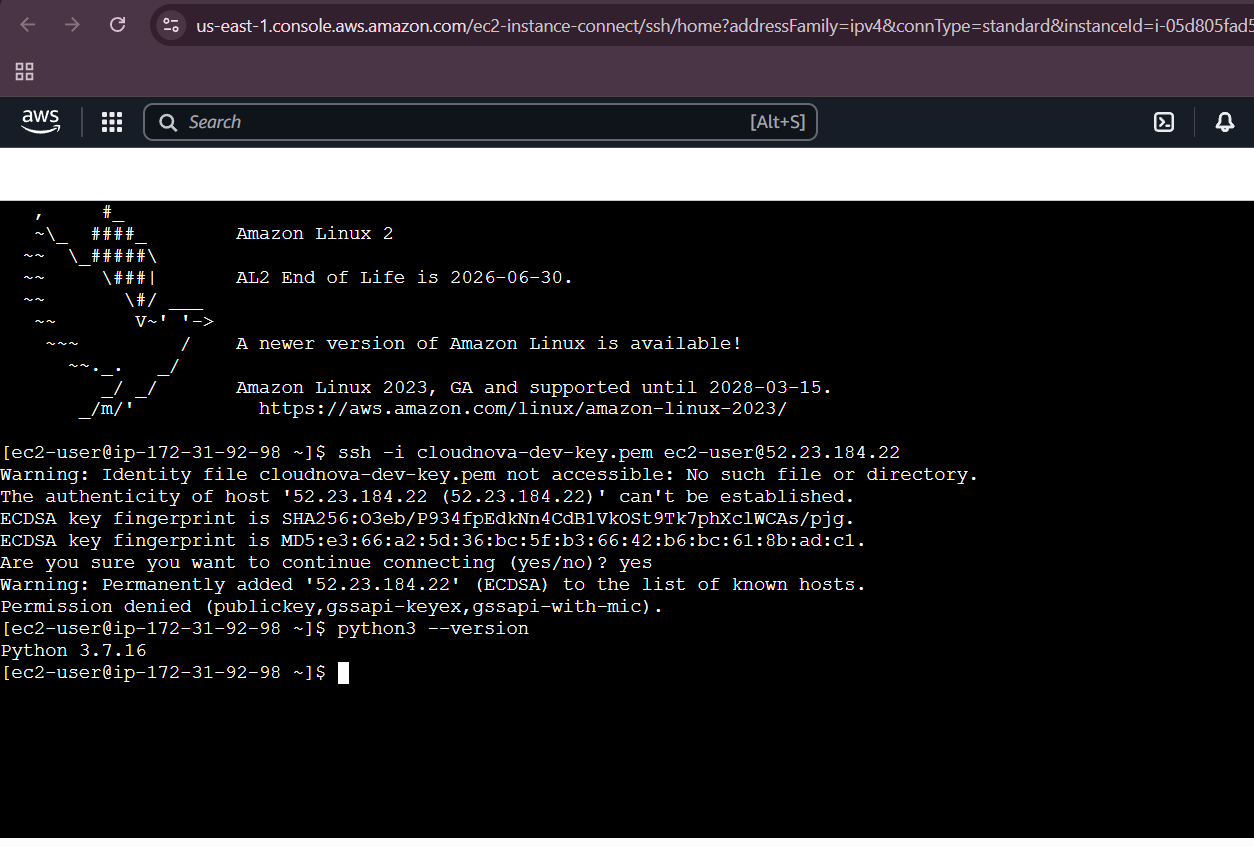 us-east-1.console.aws.amazon.com/ec2-instance-connect/ssh/home?addressFamily=ipv4&connType=standard&instanceId=i-05d805fad5
aws
Search [Alt+S]
   ,     #_
   ~\_  ####_        Amazon Linux 2
  ~~  \_#####\
  ~~     \###|       AL2 End of Life is 2026-06-30.
  ~~       \#/ ___
   ~~       V~' '->
    ~~~         /    A newer version of Amazon Linux is available!
      ~~._.   _/
         _/ _/       Amazon Linux 2023, GA and supported until 2028-03-15.
       _/m/'           https://aws.amazon.com/linux/amazon-linux-2023/
[ec2-user@ip-172-31-92-98 ~]$ ssh -i cloudnova-dev-key.pem ec2-user@52.23.184.22
Warning: Identity file cloudnova-dev-key.pem not accessible: No such file or directory.
The authenticity of host '52.23.184.22 (52.23.184.22)' can't be established.
ECDSA key fingerprint is SHA256:O3eb/P934fpEdkNn4CdB1VkOSt9Tk7phXclWCAs/pjg.
ECDSA key fingerprint is MD5:e3:66:a2:5d:36:bc:5f:b3:66:42:b6:bc:61:8b:ad:c1.
Are you sure you want to continue connecting (yes/no)? yes
Warning: Permanently added '52.23.184.22' (ECDSA) to the list of known hosts.
Permission denied (publickey,gssapi-keyex,gssapi-with-mic).
[ec2-user@ip-172-31-92-98 ~]$ python3 --version
Python 3.7.16
[ec2-user@ip-172-31-92-98 ~]$